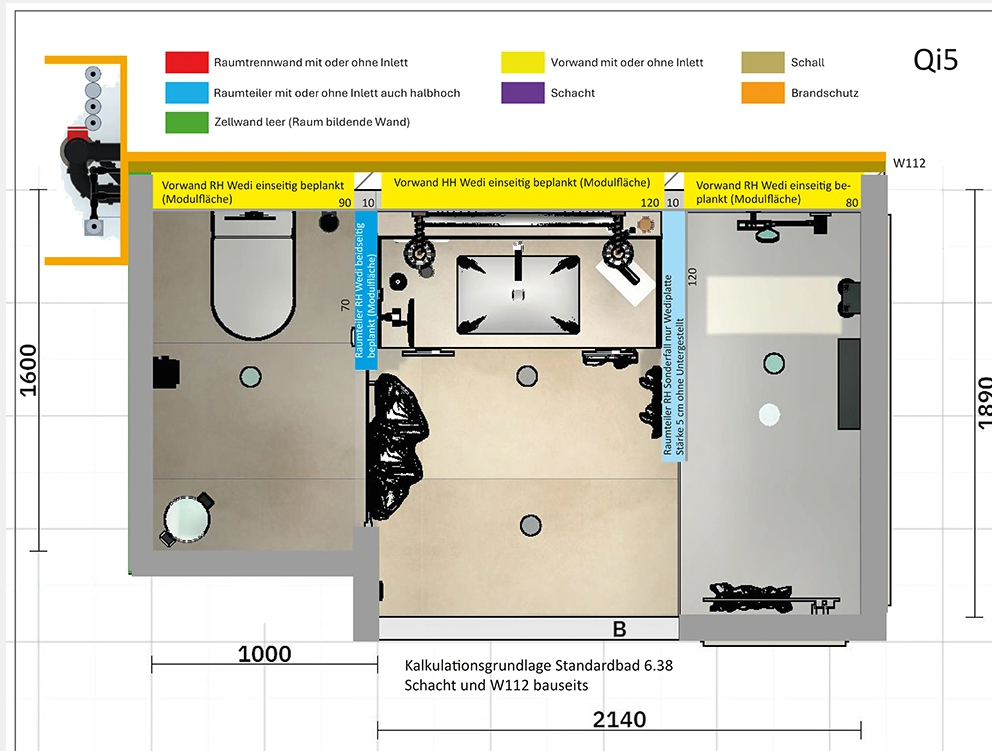 Qi5
Raumtrennwand mit oder ohne Inlett
Vorwand mit oder ohne Inlett
Schall
Raumteiler mit oder ohne Inlett auch halbhoch
Schacht
Brandschutz
Zellwand leer (Raum bildende Wand)
W112
Vorwand RH Wedi einseitig beplankt
(Modulfläche)
90
10
Vorwand HH Wedi einseitig beplankt (Modulfläche)
120
10
Vorwand RH Wedi einseitig be-
plankt (Modulfläche)
80
Raumteiler RH Wedi beidseitig
beplankt (Modulfläche)
70
Raumteiler RH Sonderfall nur Wediplatte
Stärke 5 cm ohne Untergestellt
120
1600
1890
B
1000
Kalkulationsgrundlage Standardbad 6.38
Schacht und W112 bauseits
2140